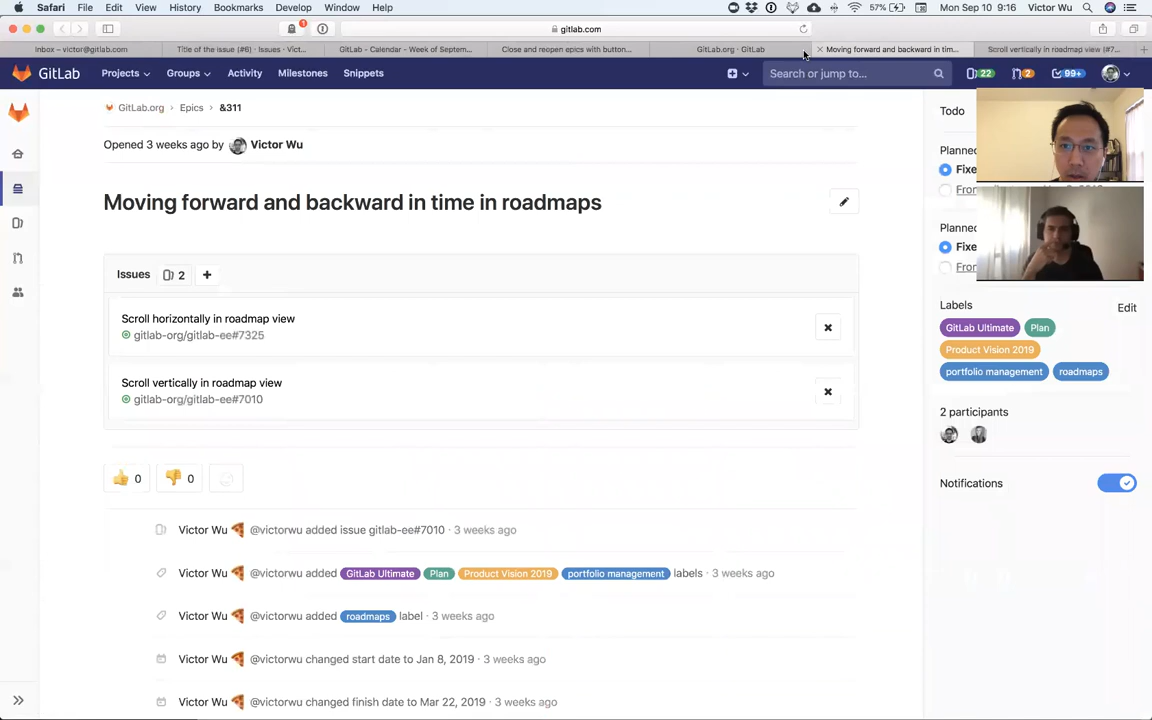 Safari File Edit View History Bookmarks Develop Window Help 57% Mon Sep 10 9:16 Victor Wu
1
gitlab.com
Inbox – victor@gitlab.com Title of the issue (#6) · Issues · Vict... GitLab - Calendar - Week of Septem... Close and reopen epics with button... GitLab.org · GitLab Moving forward and backward in tim... Scroll vertically in roadmap view (#7...
GitLab Projects Groups Activity Milestones Snippets Search or jump to... 22 2 99+
GitLab.org › Epics › &311
Todo
Opened 3 weeks ago by Victor Wu
Planned
Fixe
Moving forward and backward in time in roadmaps
Fror
Planned
Fixe
Issues 2 +
From
Scroll horizontally in roadmap view
gitlab-org/gitlab-ee#7325
Labels Edit
GitLab Ultimate Plan
Product Vision 2019
portfolio management roadmaps
Scroll vertically in roadmap view
gitlab-org/gitlab-ee#7010
2 participants
👍 0 👎 0
Notifications
Victor Wu 🍕 @victorwu added issue gitlab-ee#7010 · 3 weeks ago
Victor Wu 🍕 @victorwu added GitLab Ultimate Plan Product Vision 2019 portfolio management labels · 3 weeks ago
Victor Wu 🍕 @victorwu added roadmaps label · 3 weeks ago
Victor Wu 🍕 @victorwu changed start date to Jan 8, 2019 · 3 weeks ago
Victor Wu 🍕 @victorwu changed finish date to Mar 22, 2019 · 3 weeks ago